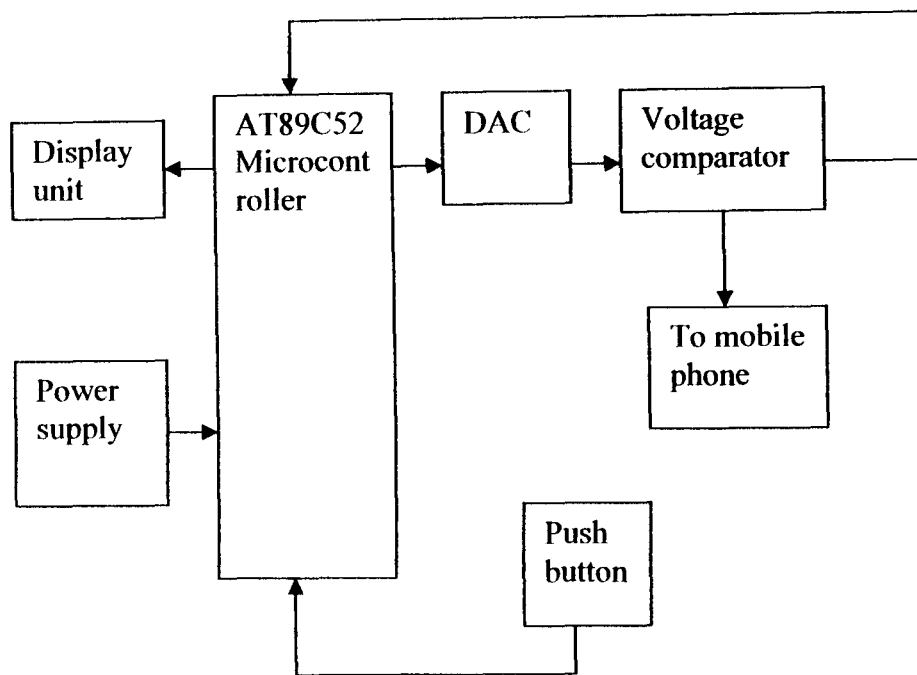 AT89C52
Microcont
roller
DAC
Voltage
comparator
Display
unit
To mobile
phone
Power
supply
Push
button